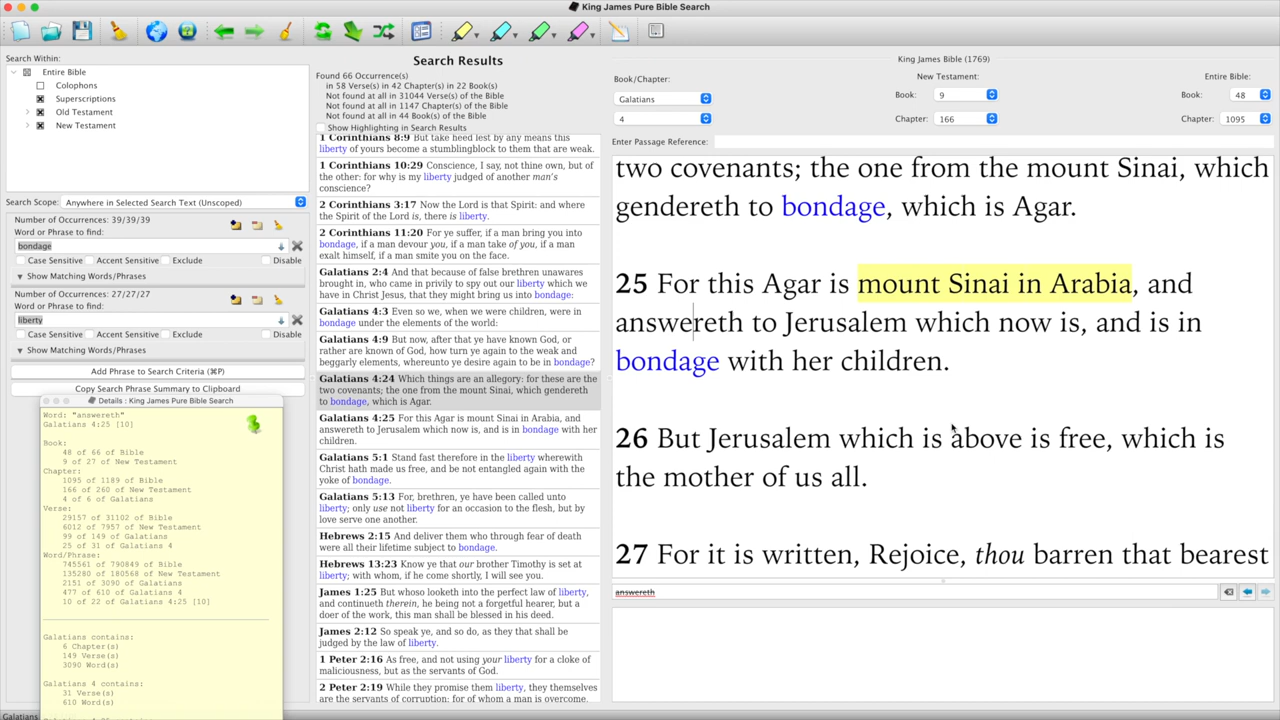 King James Pure Bible Search
Search Within:
Entire Bible
Colophons
Superscriptions
Old Testament
New Testament
Search Scope: Anywhere in Selected Search Text (Unscoped)
Number of Occurrences: 39/39/39
Word or Phrase to find:
bondage
Case Sensitive Accent Sensitive Exclude Disable
Show Matching Words/Phrases
Number of Occurrences: 27/27/27
Word or Phrase to find:
liberty
Case Sensitive Accent Sensitive Exclude Disable
Show Matching Words/Phrases
Add Phrase to Search Criteria (⌘P)
Copy Search Phrase Summary to Clipboard
Details : King James Pure Bible Search
Word: "answereth"
Galatians 4:25 [10]
Book:
48 of 66 of Bible
9 of 27 of New Testament
Chapter:
1095 of 1189 of Bible
166 of 260 of New Testament
4 of 6 of Galatians
Verse:
29157 of 31102 of Bible
6012 of 7957 of New Testament
99 of 149 of Galatians
25 of 31 of Galatians 4
Word/Phrase:
745561 of 790849 of Bible
135280 of 180568 of New Testament
2151 of 3090 of Galatians
477 of 610 of Galatians 4
10 of 22 of Galatians 4:25 [10]
Galatians contains:
6 Chapter(s)
149 Verse(s)
3090 Word(s)
Galatians 4 contains:
31 Verse(s)
610 Word(s)
Search Results
Found 66 Occurrence(s)
in 58 Verse(s) in 42 Chapter(s) in 22 Book(s)
Not found at all in 31044 Verse(s) of the Bible
Not found at all in 1147 Chapter(s) of the Bible
Not found at all in 44 Book(s) of the Bible
Show Highlighting in Search Results
1 Corinthians 8:9 But take heed lest by any means this
liberty of yours become a stumblingblock to them that are weak.
1 Corinthians 10:29 Conscience, I say, not thine own, but of
the other: for why is my liberty judged of another man's
conscience?
2 Corinthians 3:17 Now the Lord is that Spirit: and where
the Spirit of the Lord is, there is liberty.
2 Corinthians 11:20 For ye suffer, if a man bring you into
bondage, if a man devour you, if a man take of you, if a man
exalt himself, if a man smite you on the face.
Galatians 2:4 And that because of false brethren unawares
brought in, who came in privily to spy out our liberty which we
have in Christ Jesus, that they might bring us into bondage:
Galatians 4:3 Even so we, when we were children, were in
bondage under the elements of the world:
Galatians 4:9 But now, after that ye have known God, or
rather are known of God, how turn ye again to the weak and
beggarly elements, whereunto ye desire again to be in bondage?
Galatians 4:24 Which things are an allegory: for these are the
two covenants; the one from the mount Sinai, which gendereth
to bondage, which is Agar.
Galatians 4:25 For this Agar is mount Sinai in Arabia, and
answereth to Jerusalem which now is, and is in bondage with her
children.
Galatians 5:1 Stand fast therefore in the liberty wherewith
Christ hath made us free, and be not entangled again with the
yoke of bondage.
Galatians 5:13 For, brethren, ye have been called unto
liberty; only use not liberty for an occasion to the flesh, but by
love serve one another.
Hebrews 2:15 And deliver them who through fear of death
were all their lifetime subject to bondage.
Hebrews 13:23 Know ye that our brother Timothy is set at
liberty; with whom, if he come shortly, I will see you.
James 1:25 But whoso looketh into the perfect law of liberty,
and continueth therein, he being not a forgetful hearer, but a
doer of the work, this man shall be blessed in his deed.
James 2:12 So speak ye, and so do, as they that shall be
judged by the law of liberty.
1 Peter 2:16 As free, and not using your liberty for a cloke of
maliciousness, but as the servants of God.
2 Peter 2:19 While they promise them liberty, they themselves
are the servants of corruption: for of whom a man is overcome.
King James Bible (1769)
Book/Chapter:
Galatians
4
New Testament:
Book: 9
Chapter: 166
Entire Bible:
Book: 48
Chapter: 1095
Enter Passage Reference:
two covenants; the one from the mount Sinai, which
gendereth to bondage, which is Agar.
25 For this Agar is mount Sinai in Arabia, and
answereth to Jerusalem which now is, and is in
bondage with her children.
26 But Jerusalem which is above is free, which is
the mother of us all.
27 For it is written, Rejoice, thou barren that bearest
answereth